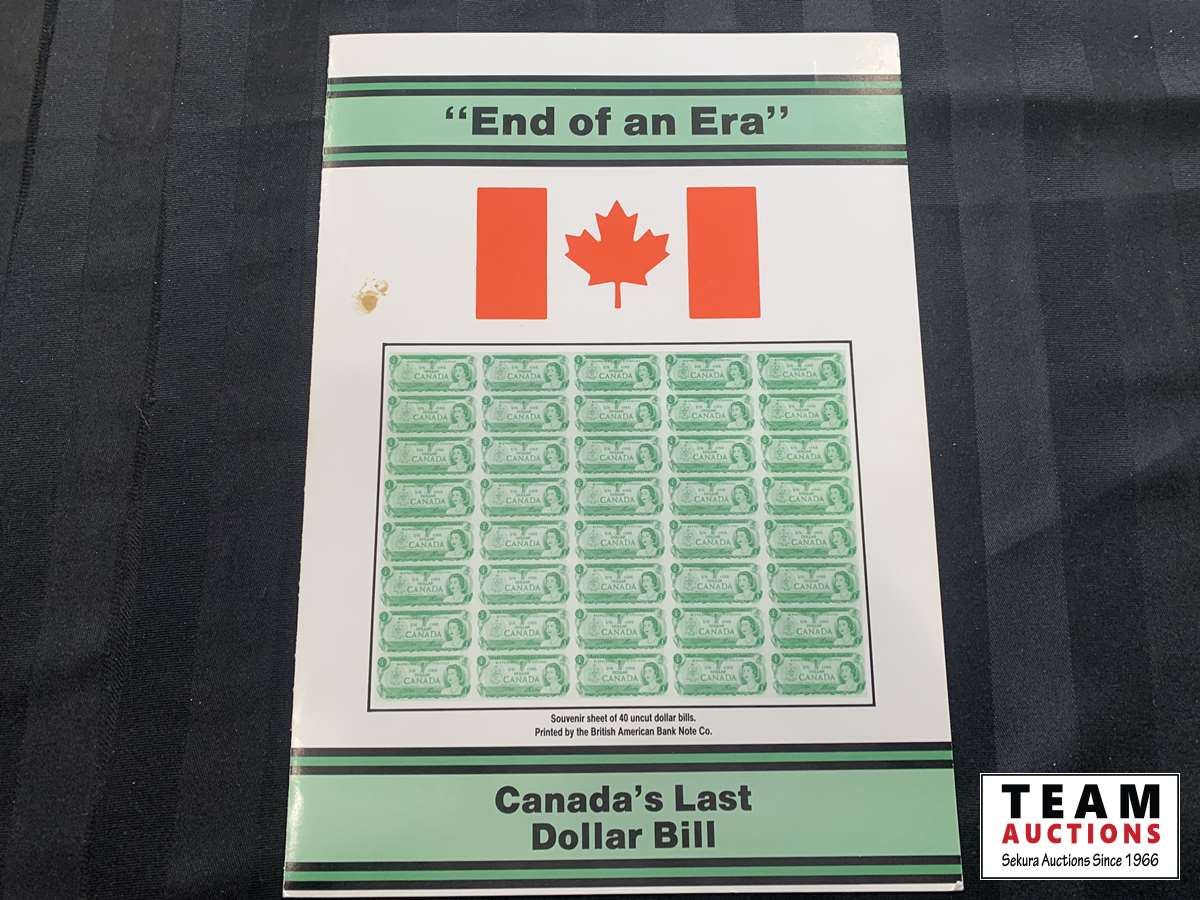 “End of an Era”
Souvenir sheet of 40 uncut dollar bills.
Printed by the British American Bank Note Co.
Canada’s Last
Dollar Bill
TEAM
AUCTIONS
Sekura Auctions Since 1966